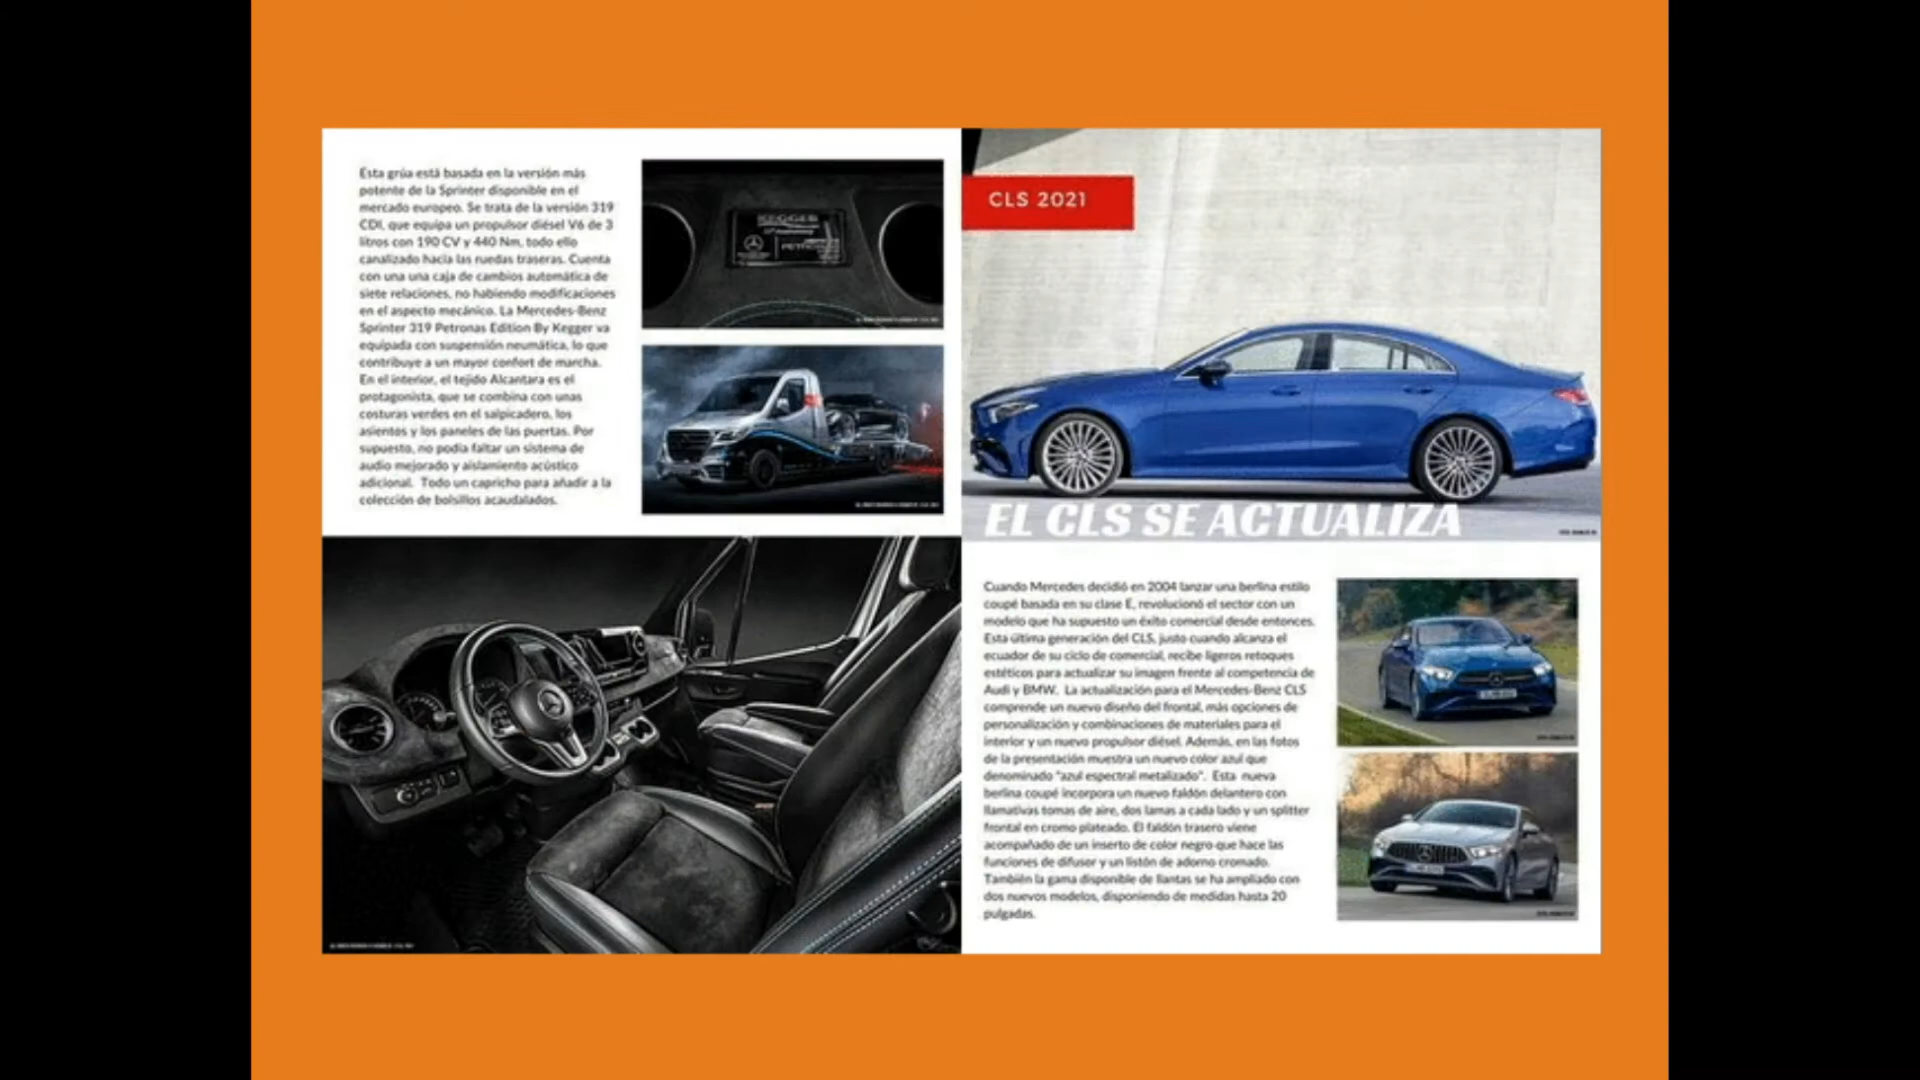 Esta grúa está basada en la versión más
potente de la Sprinter disponible en el
mercado europeo. Se trata de la versión 319
CDI, que equipa un propulsor diésel V6 de 3
litros con 190 CV y 440 Nm, todo ello
canalizado hacia las ruedas traseras. Cuenta
con una una caja de cambios automática de
siete relaciones, no habiendo modificaciones
en el aspecto mecánico. La Mercedes-Benz
Sprinter 319 Petronas Edition By Kegger va
equipada con suspensión neumática, lo que
contribuye a un mayor confort de marcha.
En el interior, el tejido Alcantara es el
protagonista, que se combina con unas
costuras verdes en el salpicadero, los
asientos y los paneles de las puertas. Por
supuesto, no podía faltar un sistema de
audio mejorado y aislamiento acústico
adicional. Todo un capricho para añadir a la
colección de bolsillos acaudalados.
KEGGER
PETRONAS
CLS 2021
EL CLS SE ACTUALIZA
Cuando Mercedes decidió en 2004 lanzar una berlina estilo
coupé basada en su clase E, revolucionó el sector con un
modelo que ha supuesto un éxito comercial desde entonces.
Esta última generación del CLS, justo cuando alcanza el
ecuador de su ciclo de comercial, recibe ligeros retoques
estéticos para actualizar su imagen frente al competencia de
Audi y BMW. La actualización para el Mercedes-Benz CLS
comprende un nuevo diseño del frontal, más opciones de
personalización y combinaciones de materiales para el
interior y un nuevo propulsor diésel. Además, en las fotos
de la presentación muestra un nuevo color azul que
denominado "azul espectral metalizado". Esta nueva
berlina coupé incorpora un nuevo faldón delantero con
llamativas tomas de aire, dos lamas a cada lado y un splitter
frontal en cromo plateado. El faldón trasero viene
acompañado de un inserto de color negro que hace las
funciones de difusor y un listón de adorno cromado.
También la gama disponible de llantas se ha ampliado con
dos nuevos modelos, disponiendo de medidas hasta 20
pulgadas.